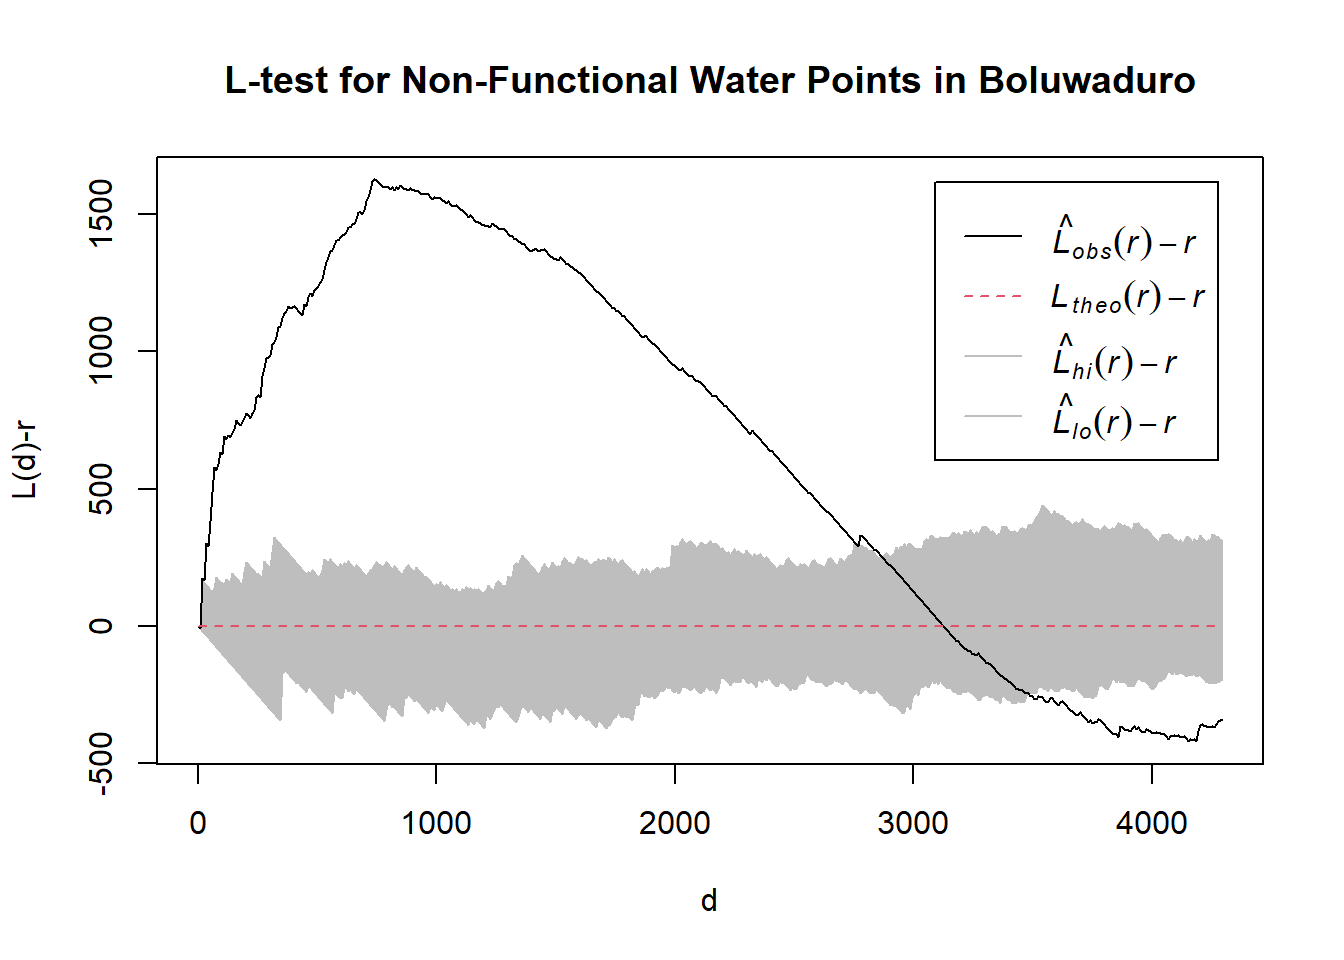 L-test for Non-Functional Water Points in Boluwaduro
L(d)-r
1500
1000
500
0
-500
0 1000 2000 3000 4000
d
L̂obs(r) – r
Ltheo(r) – r
L̂hi(r) – r
L̂lo(r) – r